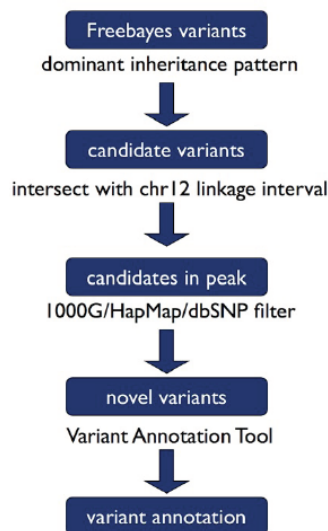 Freebayes variants
dominant inheritance pattern
candidate variants
intersect with chr12 linkage interval
candidates in peak
1000G/HapMap/dbSNP filter
novel variants
Variant Annotation Tool
variant annotation